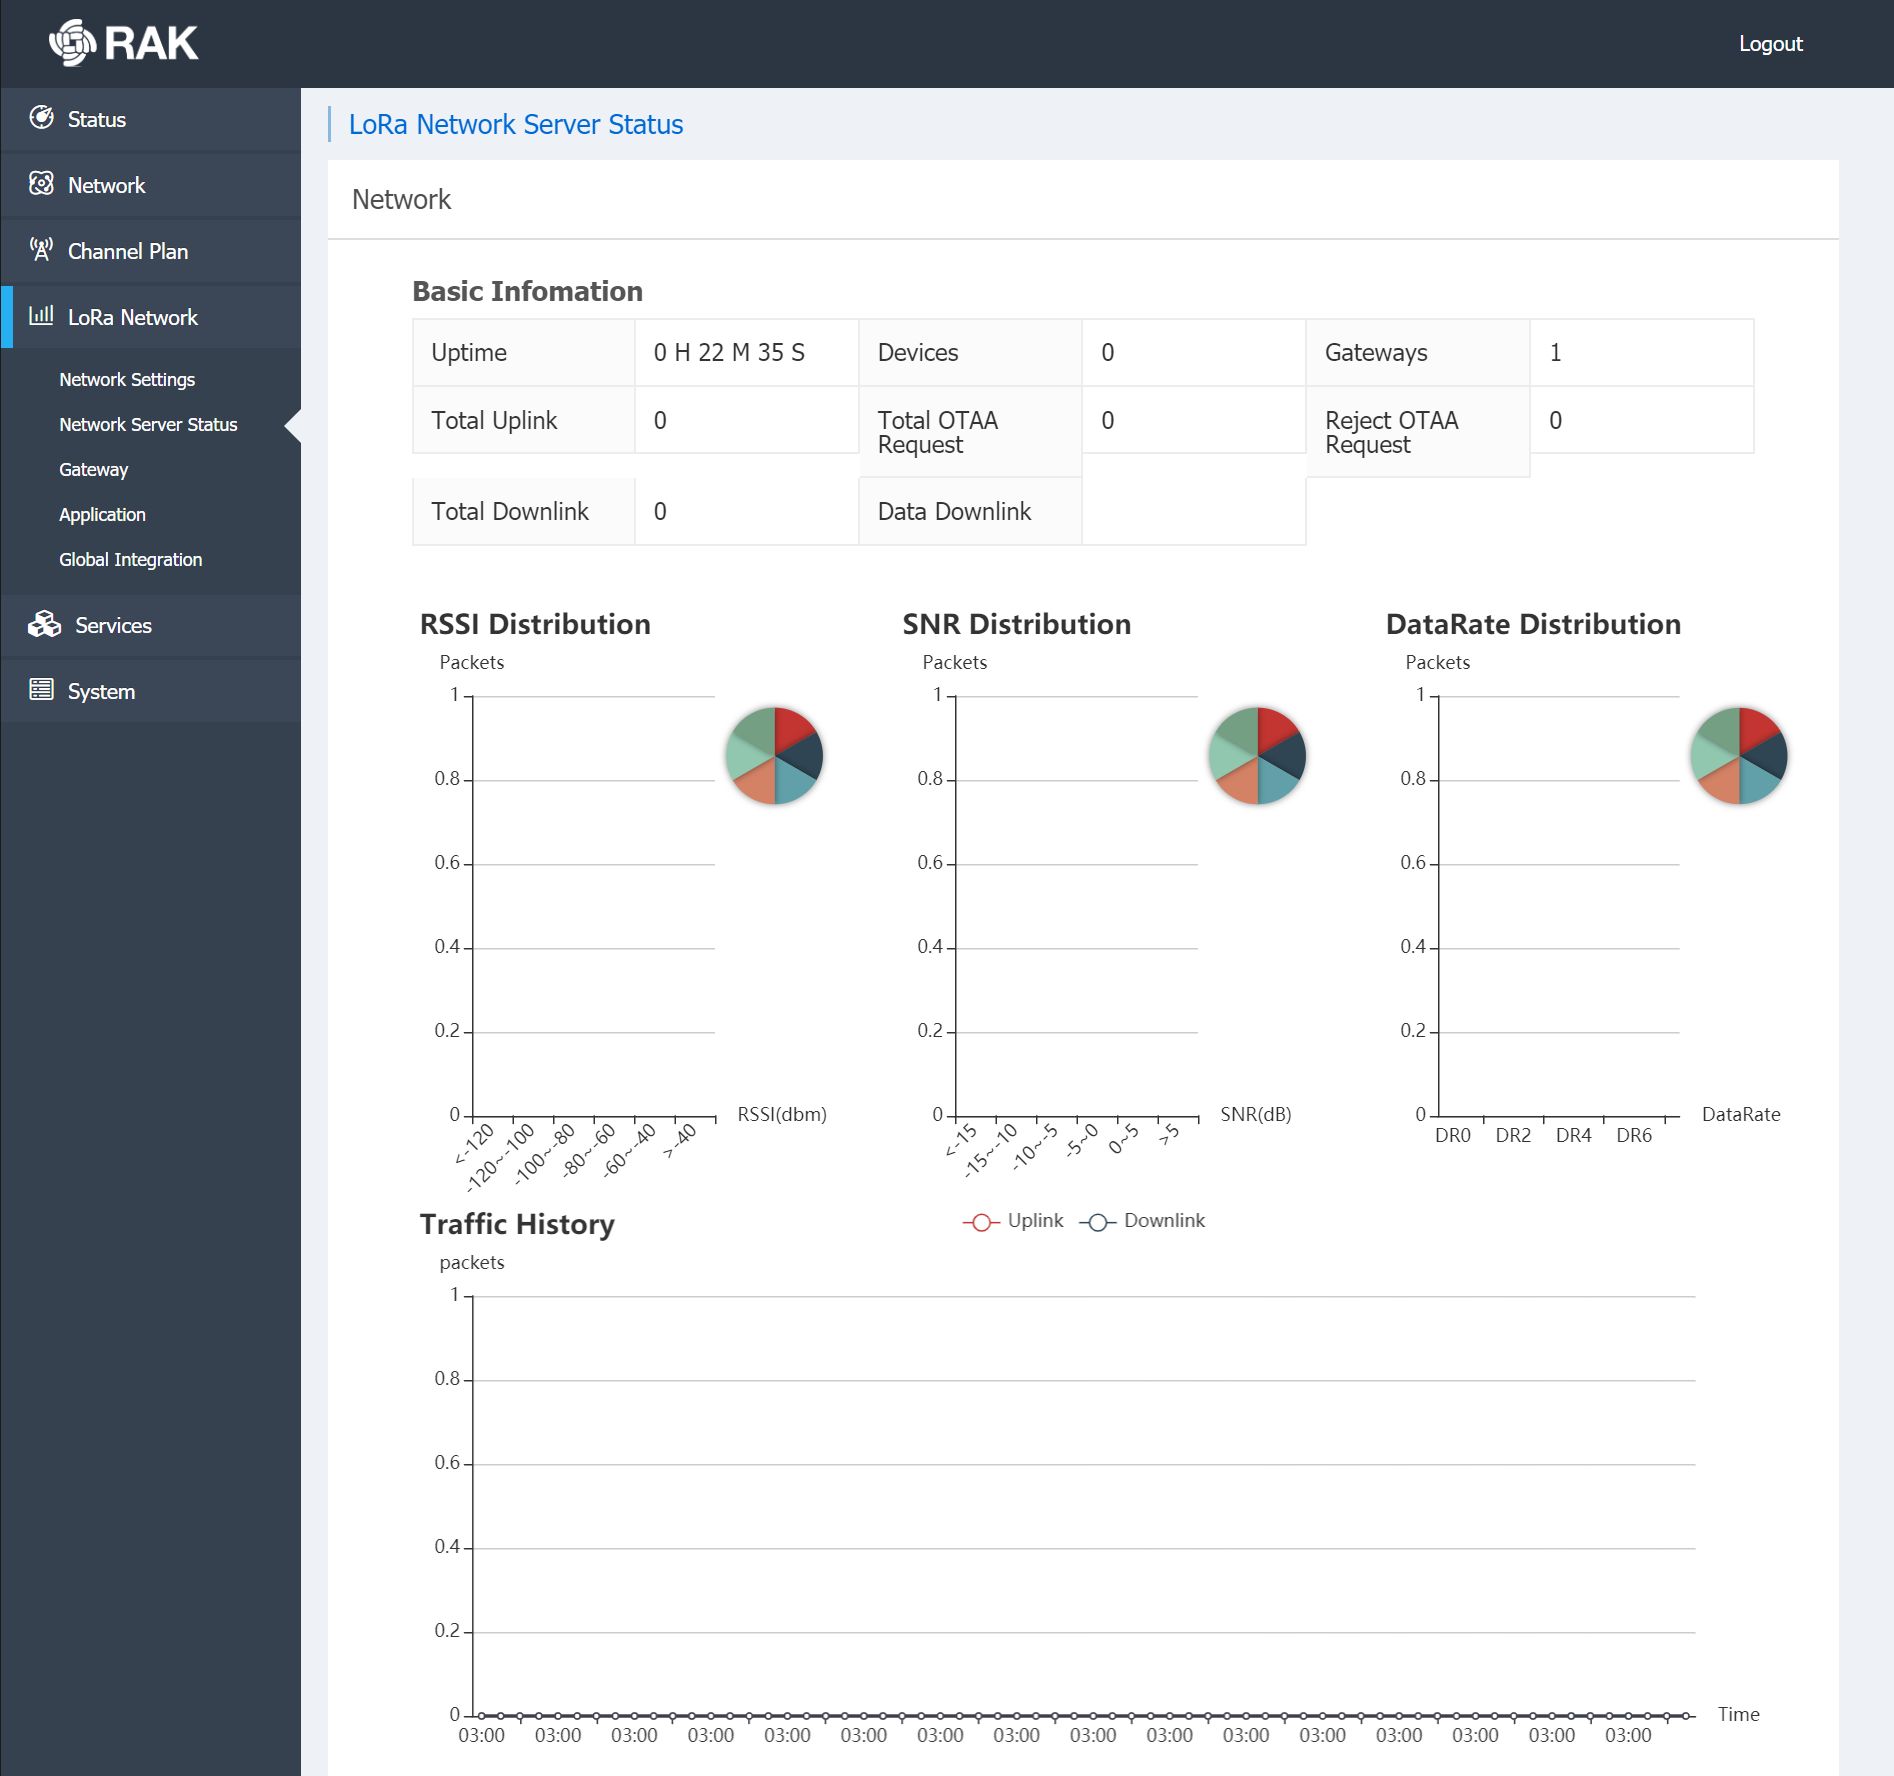 RAK
Logout
Status
Network
Channel Plan
LoRa Network
Network Settings
Network Server Status
Gateway
Application
Global Integration
Services
System
LoRa Network Server Status
Network
Basic Infomation
Uptime 0 H 22 M 35 S Devices 0 Gateways 1
Total Uplink 0 Total OTAA Request 0 Reject OTAA Request 0
Total Downlink 0 Data Downlink
RSSI Distribution
Packets
1
0.8
0.6
0.4
0.2
0
<-120 -120~-100 -100~-80 -80~-60 -60~-40 >-40
RSSI(dbm)
SNR Distribution
Packets
1
0.8
0.6
0.4
0.2
0
<-15 -15~-10 -10~-5 -5~0 0~5 >5
SNR(dB)
DataRate Distribution
Packets
1
0.8
0.6
0.4
0.2
0
DR0 DR2 DR4 DR6
DataRate
Traffic History
Uplink Downlink
packets
1
0.8
0.6
0.4
0.2
0
03:00 03:00 03:00 03:00 03:00 03:00 03:00 03:00 03:00 03:00 03:00 03:00 03:00 03:00 03:00 03:00
Time